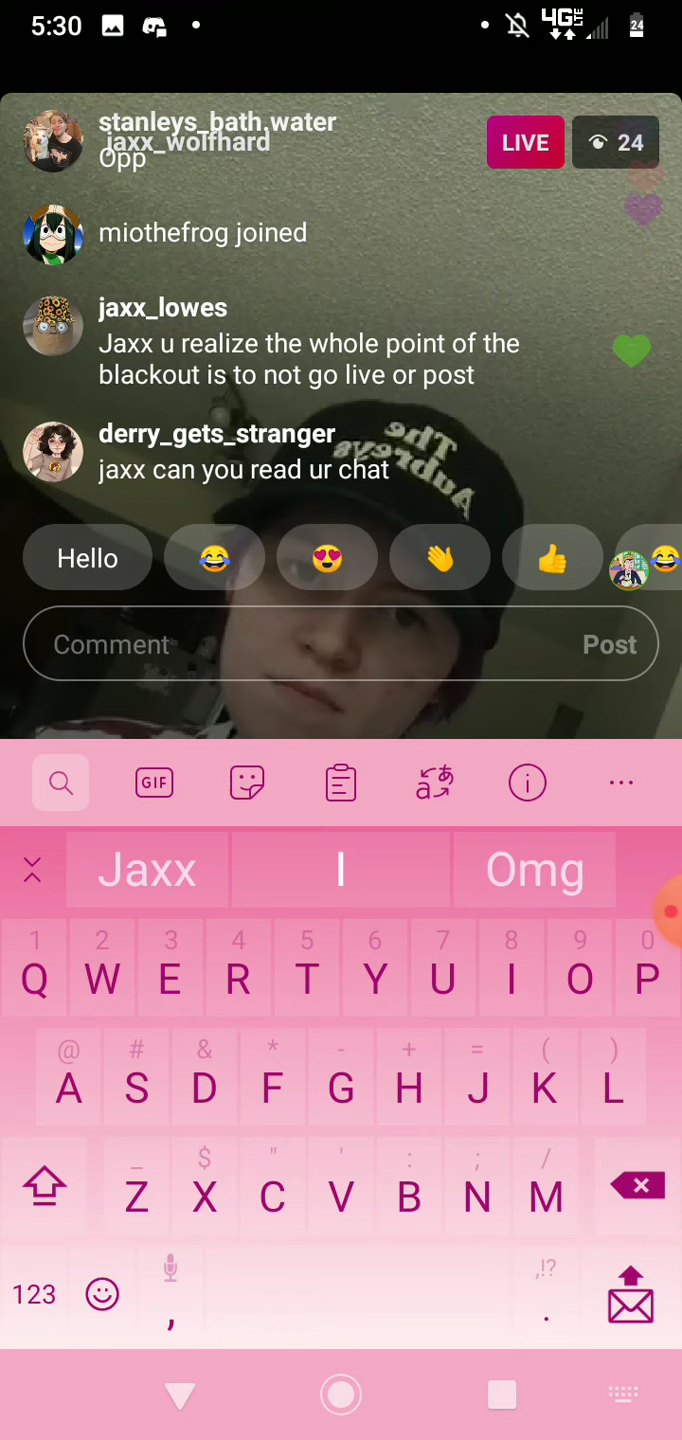 5:30
4G LTE
24
stanleys_bath.water
jaxx_wolfhard
Opp
LIVE
24
miothefrog joined
jaxx_lowes
Jaxx u realize the whole point of the
blackout is to not go live or post
derry_gets_stranger
jaxx can you read ur chat
The
Aubreys
Hello
Comment
Post
GIF
aあ
Jaxx
I
Omg
1 2 3 4 5 6 7 8 9 0
Q W E R T Y U I O P
@ # & * - + = ( )
A S D F G H J K L
_ $ " ' : ; /
Z X C V B N M
,!?
123 , .